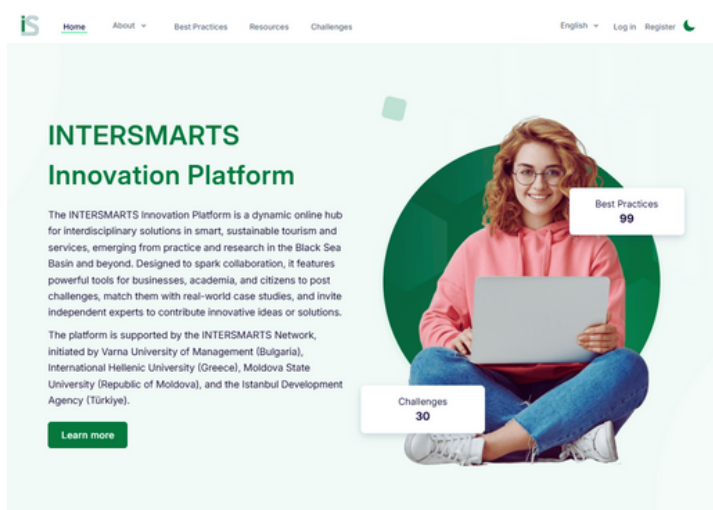 iS
Home
About
Best Practices
Resources
Challenges
English
Log in
Register
INTERSMARTS
Innovation Platform
The INTERSMARTS Innovation Platform is a dynamic online hub
for interdisciplinary solutions in smart, sustainable tourism and
services, emerging from practice and research in the Black Sea
Basin and beyond. Designed to spark collaboration, it features
powerful tools for businesses, academia, and citizens to post
challenges, match them with real-world case studies, and invite
independent experts to contribute innovative ideas or solutions.
The platform is supported by the INTERSMARTS Network,
initiated by Varna University of Management (Bulgaria),
International Hellenic University (Greece), Moldova State
University (Republic of Moldova), and the Istanbul Development
Agency (Türkiye).
Learn more
Best Practices
99
Challenges
30